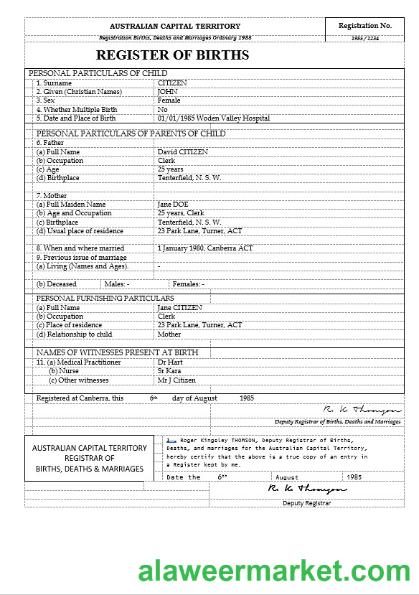 AUSTRALIAN CAPITAL TERRITORY
Registration No.
Registration Births, Deaths and Marriages Ordinary 1986
1985/1234
REGISTER OF BIRTHS
PERSONAL PARTICULARS OF CHILD
1. Surname CITIZEN
2. Given (Christian Names) JOHN
3. Sex Female
4. Whether Multiple Birth No
5. Date and Place of Birth 01/01/1985 Woden Valley Hospital
PERSONAL PARTICULARS OF PARENTS OF CHILD
6. Father
(a) Full Name David CITIZEN
(b) Occupation Clerk
(c) Age 25 years
(d) Birthplace Tenterfield, N. S. W.
7. Mother
(a) Full Maiden Name Jane DOE
(b) Age and Occupation 25 years, Clerk
(c) Birthplace Tenterfield, N. S. W.
(d) Usual place of residence 23 Park Lane, Turner, ACT
8. When and where married 1 January 1980, Canberra ACT
9. Previous issue of marriage
(a) Living (Names and Ages). -
(b) Deceased Males: - Females: -
PERSONAL FURNISHING PARTICULARS
(a) Full Name Jane CITIZEN
(b) Occupation Clerk
(c) Place of residence 23 Park Lane, Turner, ACT
(d) Relationship to child Mother
NAMES OF WITNESSES PRESENT AT BIRTH
11. (a) Medical Practitioner Dr Hart
(b) Nurse Sr Kara
(c) Other witnesses Mr J Citizen
Registered at Canberra, this 6th day of August 1985
R. K. Thomson
Deputy Registrar of Births, Deaths and Marriages
AUSTRALIAN CAPITAL TERRITORY
REGISTRAR OF
BIRTHS, DEATHS & MARRIAGES
I, Roger Kingsley THOMSON, Deputy Registrar of Births,
Deaths, and marriages for the Australian Capital Territory,
hereby certify that the above is a true copy of an entry in
a Register kept by me.
Date the 6th August 1985
R. K. Thomson
Deputy Registrar
alaweermarket.com